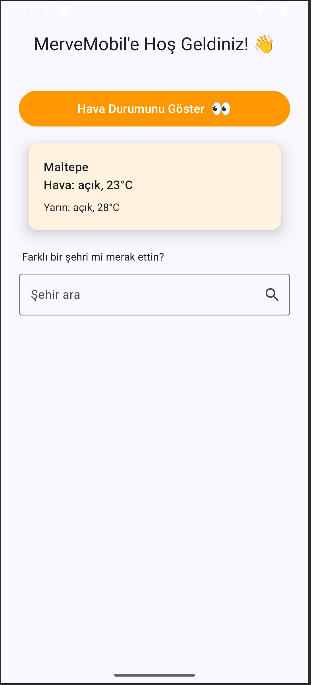 MerveMobil'e Hoş Geldiniz! 👋
Hava Durumunu Göster 👀
Maltepe
Hava: açık, 23°C
Yarın: açık, 28°C
Farklı bir şehri mi merak ettin?
Şehir ara